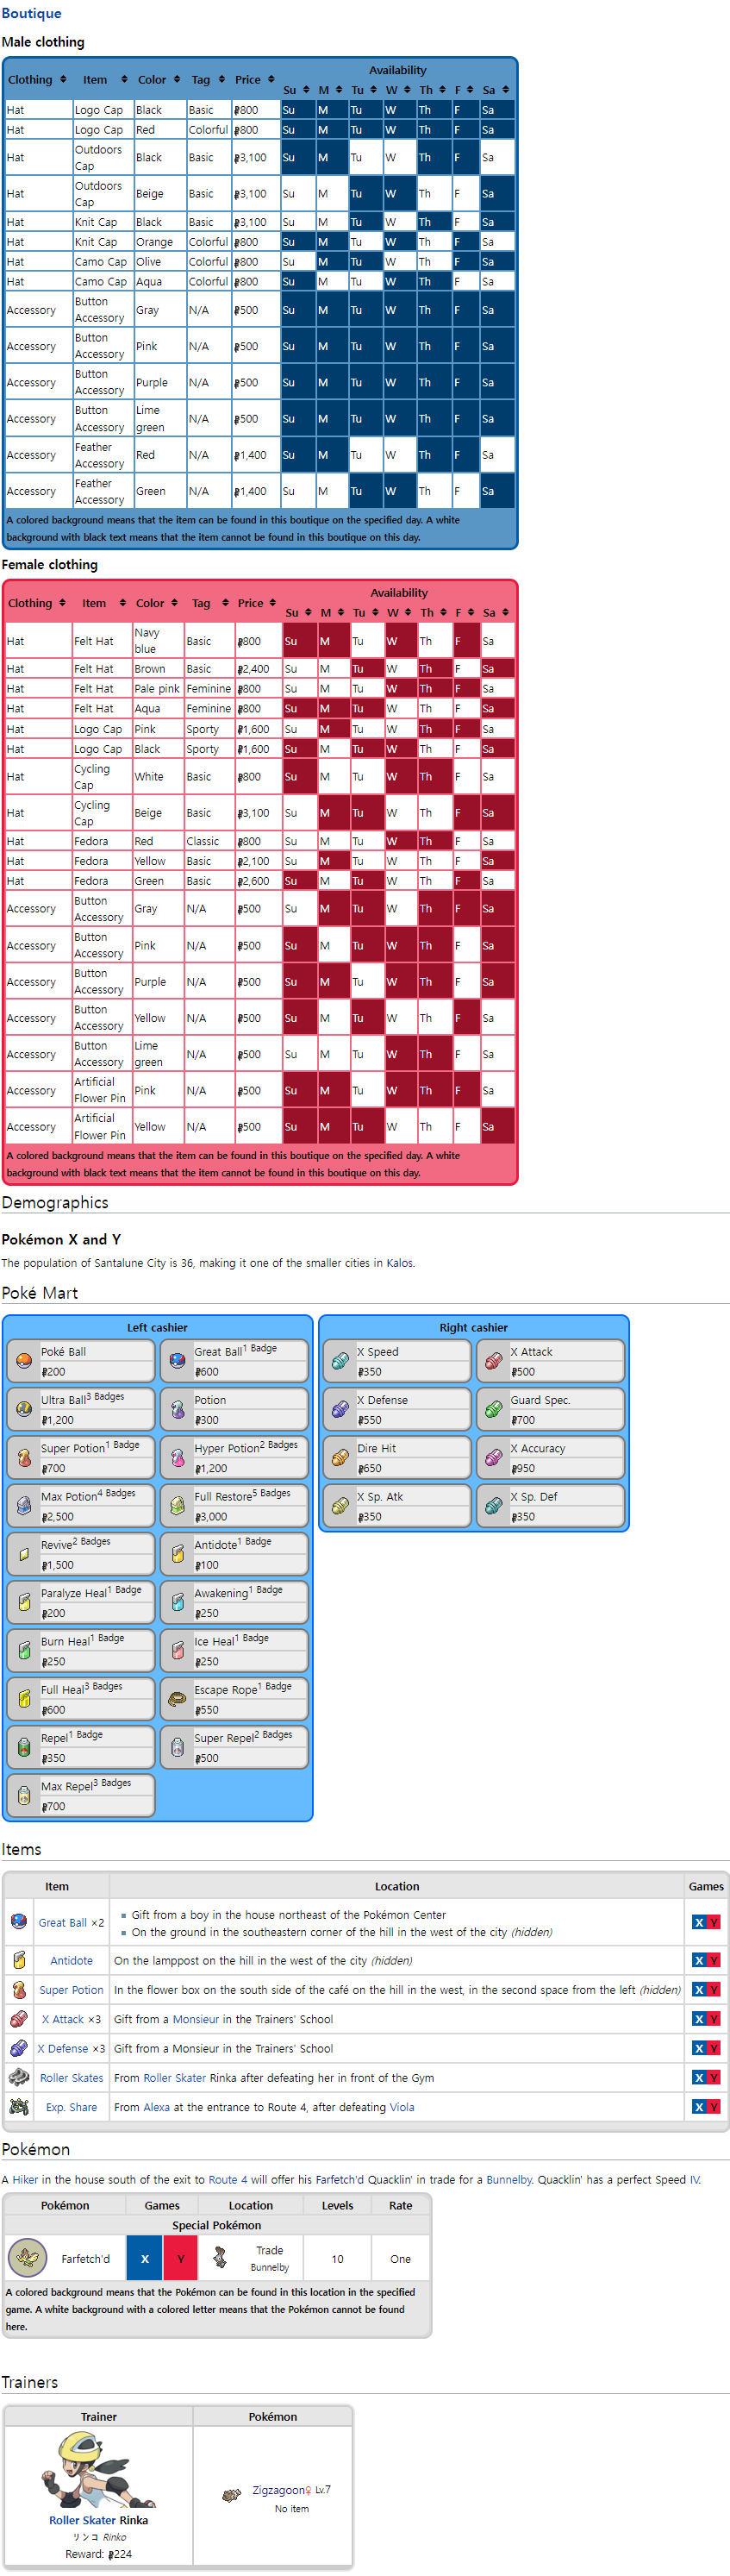 Boutique
Male clothing
Clothing Item Color Tag Price Availability
Su M Tu W Th F Sa
Hat Logo Cap Black Basic ₽800 Su M Tu W Th F Sa
Hat Logo Cap Red Colorful ₽800 Su M Tu W Th F Sa
Hat Outdoors Cap Black Basic ₽3,100 Su M Tu W Th F Sa
Hat Outdoors Cap Beige Basic ₽3,100 Su M Tu W Th F Sa
Hat Knit Cap Black Basic ₽3,100 Su M Tu W Th F Sa
Hat Knit Cap Orange Colorful ₽800 Su M Tu W Th F Sa
Hat Camo Cap Olive Colorful ₽800 Su M Tu W Th F Sa
Hat Camo Cap Aqua Colorful ₽800 Su M Tu W Th F Sa
Accessory Button Accessory Gray N/A ₽500 Su M Tu W Th F Sa
Accessory Button Accessory Pink N/A ₽500 Su M Tu W Th F Sa
Accessory Button Accessory Purple N/A ₽500 Su M Tu W Th F Sa
Accessory Button Accessory Lime green N/A ₽500 Su M Tu W Th F Sa
Accessory Feather Accessory Red N/A ₽1,400 Su M Tu W Th F Sa
Accessory Feather Accessory Green N/A ₽1,400 Su M Tu W Th F Sa
A colored background means that the item can be found in this boutique on the specified day. A white
background with black text means that the item cannot be found in this boutique on this day.
Female clothing
Clothing Item Color Tag Price Availability
Su M Tu W Th F Sa
Hat Felt Hat Navy blue Basic ₽800 Su M Tu W Th F Sa
Hat Felt Hat Brown Basic ₽2,400 Su M Tu W Th F Sa
Hat Felt Hat Pale pink Feminine ₽800 Su M Tu W Th F Sa
Hat Felt Hat Aqua Feminine ₽800 Su M Tu W Th F Sa
Hat Logo Cap Pink Sporty ₽1,600 Su M Tu W Th F Sa
Hat Logo Cap Black Sporty ₽1,600 Su M Tu W Th F Sa
Hat Cycling Cap White Basic ₽800 Su M Tu W Th F Sa
Hat Cycling Cap Beige Basic ₽3,100 Su M Tu W Th F Sa
Hat Fedora Red Classic ₽800 Su M Tu W Th F Sa
Hat Fedora Yellow Basic ₽2,100 Su M Tu W Th F Sa
Hat Fedora Green Basic ₽2,600 Su M Tu W Th F Sa
Accessory Button Accessory Gray N/A ₽500 Su M Tu W Th F Sa
Accessory Button Accessory Pink N/A ₽500 Su M Tu W Th F Sa
Accessory Button Accessory Purple N/A ₽500 Su M Tu W Th F Sa
Accessory Button Accessory Yellow N/A ₽500 Su M Tu W Th F Sa
Accessory Button Accessory Lime green N/A ₽500 Su M Tu W Th F Sa
Accessory Artificial Flower Pin Pink N/A ₽500 Su M Tu W Th F Sa
Accessory Artificial Flower Pin Yellow N/A ₽500 Su M Tu W Th F Sa
A colored background means that the item can be found in this boutique on the specified day. A white
background with black text means that the item cannot be found in this boutique on this day.
Demographics
Pokémon X and Y
The population of Santalune City is 36, making it one of the smaller cities in Kalos.
Poké Mart
Left cashier
Poké Ball Great Ball 1 Badge
₽200 ₽600
Ultra Ball 3 Badges Potion
₽1,200 ₽300
Super Potion 1 Badge Hyper Potion 2 Badges
₽700 ₽1,200
Max Potion 4 Badges Full Restore 5 Badges
₽2,500 ₽3,000
Revive 2 Badges Antidote 1 Badge
₽1,500 ₽100
Paralyze Heal 1 Badge Awakening 1 Badge
₽200 ₽250
Burn Heal 1 Badge Ice Heal 1 Badge
₽250 ₽250
Full Heal 3 Badges Escape Rope 1 Badge
₽600 ₽550
Repel 1 Badge Super Repel 2 Badges
₽350 ₽500
Max Repel 3 Badges
₽700
Right cashier
X Speed X Attack
₽350 ₽500
X Defense Guard Spec.
₽550 ₽700
Dire Hit X Accuracy
₽650 ₽950
X Sp. Atk X Sp. Def
₽350 ₽350
Items
Item Location Games
Great Ball ×2 Gift from a boy in the house northeast of the Pokémon Center
On the ground in the southeastern corner of the hill in the west of the city (hidden) X Y
Antidote On the lamppost on the hill in the west of the city (hidden) X Y
Super Potion In the flower box on the south side of the café on the hill in the west, in the second space from the left (hidden) X Y
X Attack ×3 Gift from a Monsieur in the Trainers' School X Y
X Defense ×3 Gift from a Monsieur in the Trainers' School X Y
Roller Skates From Roller Skater Rinka after defeating her in front of the Gym X Y
Exp. Share From Alexa at the entrance to Route 4, after defeating Viola X Y
Pokémon
A Hiker in the house south of the exit to Route 4 will offer his Farfetch'd Quacklin' in trade for a Bunnelby. Quacklin' has a perfect Speed IV.
Pokémon Games Location Levels Rate
Special Pokémon
Farfetch'd X Y Trade Bunnelby 10 One
A colored background means that the Pokémon can be found in this location in the specified
game. A white background with a colored letter means that the Pokémon cannot be found
here.
Trainers
Trainer Pokémon
Roller Skater Rinka
リンコ Rinko
Reward: ₽224
Zigzagoon♀ Lv.7
No item